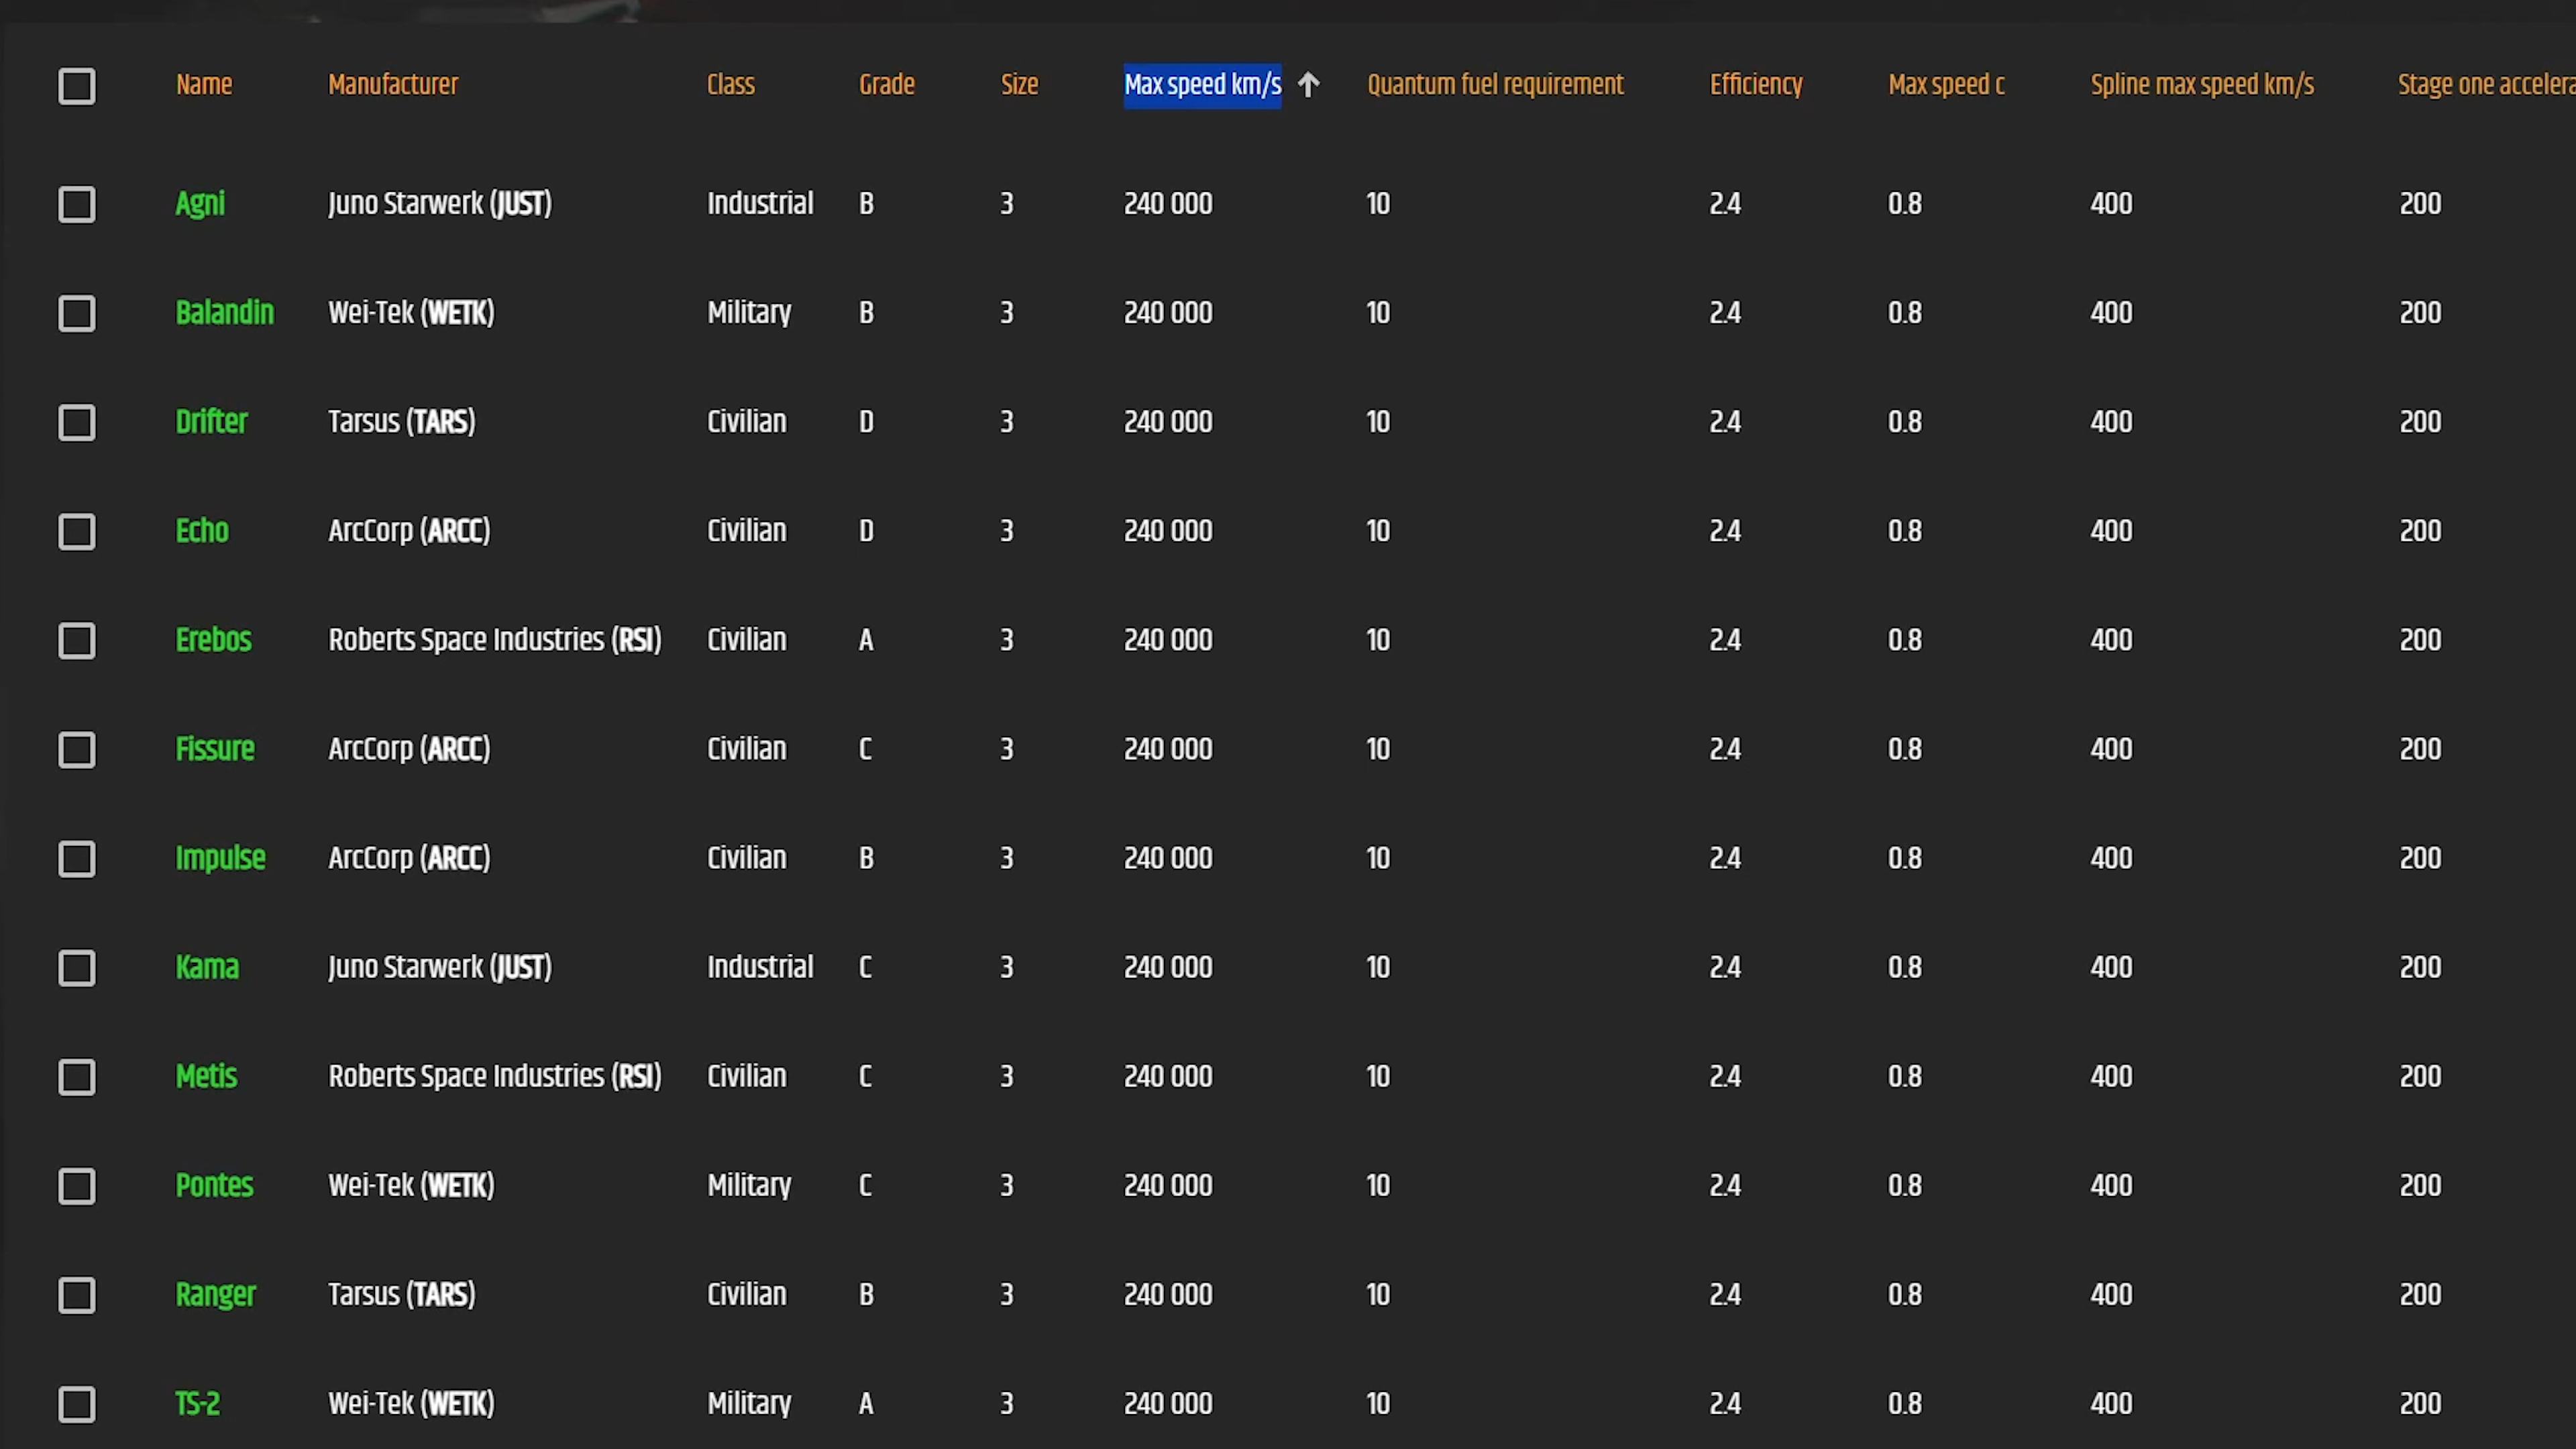 Name Manufacturer Class Grade Size Max speed km/s Quantum fuel requirement Efficiency Max speed c Spline max speed km/s Stage one accelera
Agni Juno Starwerk (JUST) Industrial B 3 240 000 10 2.4 0.8 400 200
Balandin Wei-Tek (WETK) Military B 3 240 000 10 2.4 0.8 400 200
Drifter Tarsus (TARS) Civilian D 3 240 000 10 2.4 0.8 400 200
Echo ArcCorp (ARCC) Civilian D 3 240 000 10 2.4 0.8 400 200
Erebos Roberts Space Industries (RSI) Civilian A 3 240 000 10 2.4 0.8 400 200
Fissure ArcCorp (ARCC) Civilian C 3 240 000 10 2.4 0.8 400 200
Impulse ArcCorp (ARCC) Civilian B 3 240 000 10 2.4 0.8 400 200
Kama Juno Starwerk (JUST) Industrial C 3 240 000 10 2.4 0.8 400 200
Metis Roberts Space Industries (RSI) Civilian C 3 240 000 10 2.4 0.8 400 200
Pontes Wei-Tek (WETK) Military C 3 240 000 10 2.4 0.8 400 200
Ranger Tarsus (TARS) Civilian B 3 240 000 10 2.4 0.8 400 200
TS-2 Wei-Tek (WETK) Military A 3 240 000 10 2.4 0.8 400 200